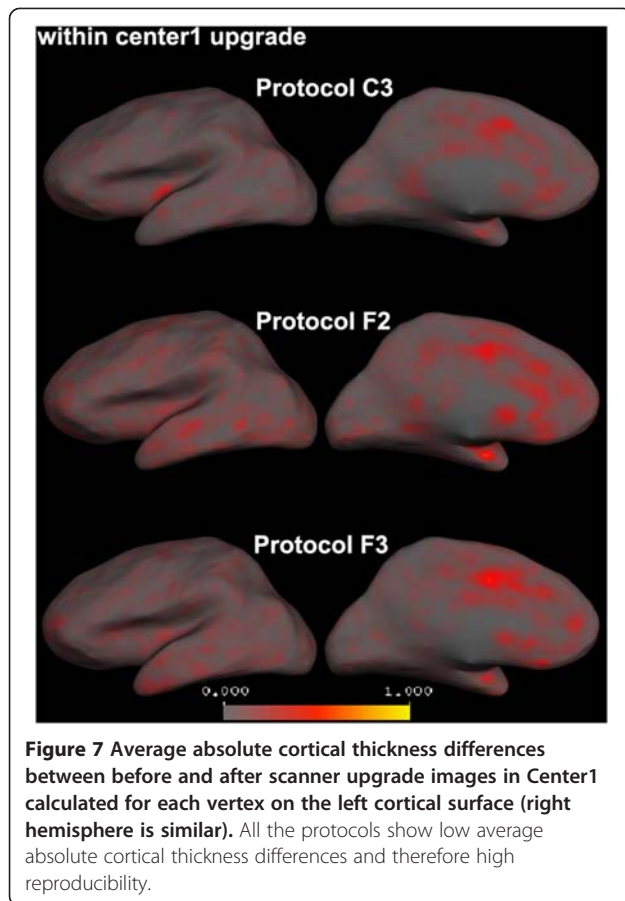 within center1 upgrade
Protocol C3
Protocol F2
Protocol F3
0.000 1.000
Figure 7 Average absolute cortical thickness differences
between before and after scanner upgrade images in Center1
calculated for each vertex on the left cortical surface (right
hemisphere is similar). All the protocols show low average
absolute cortical thickness differences and therefore high
reproducibility.